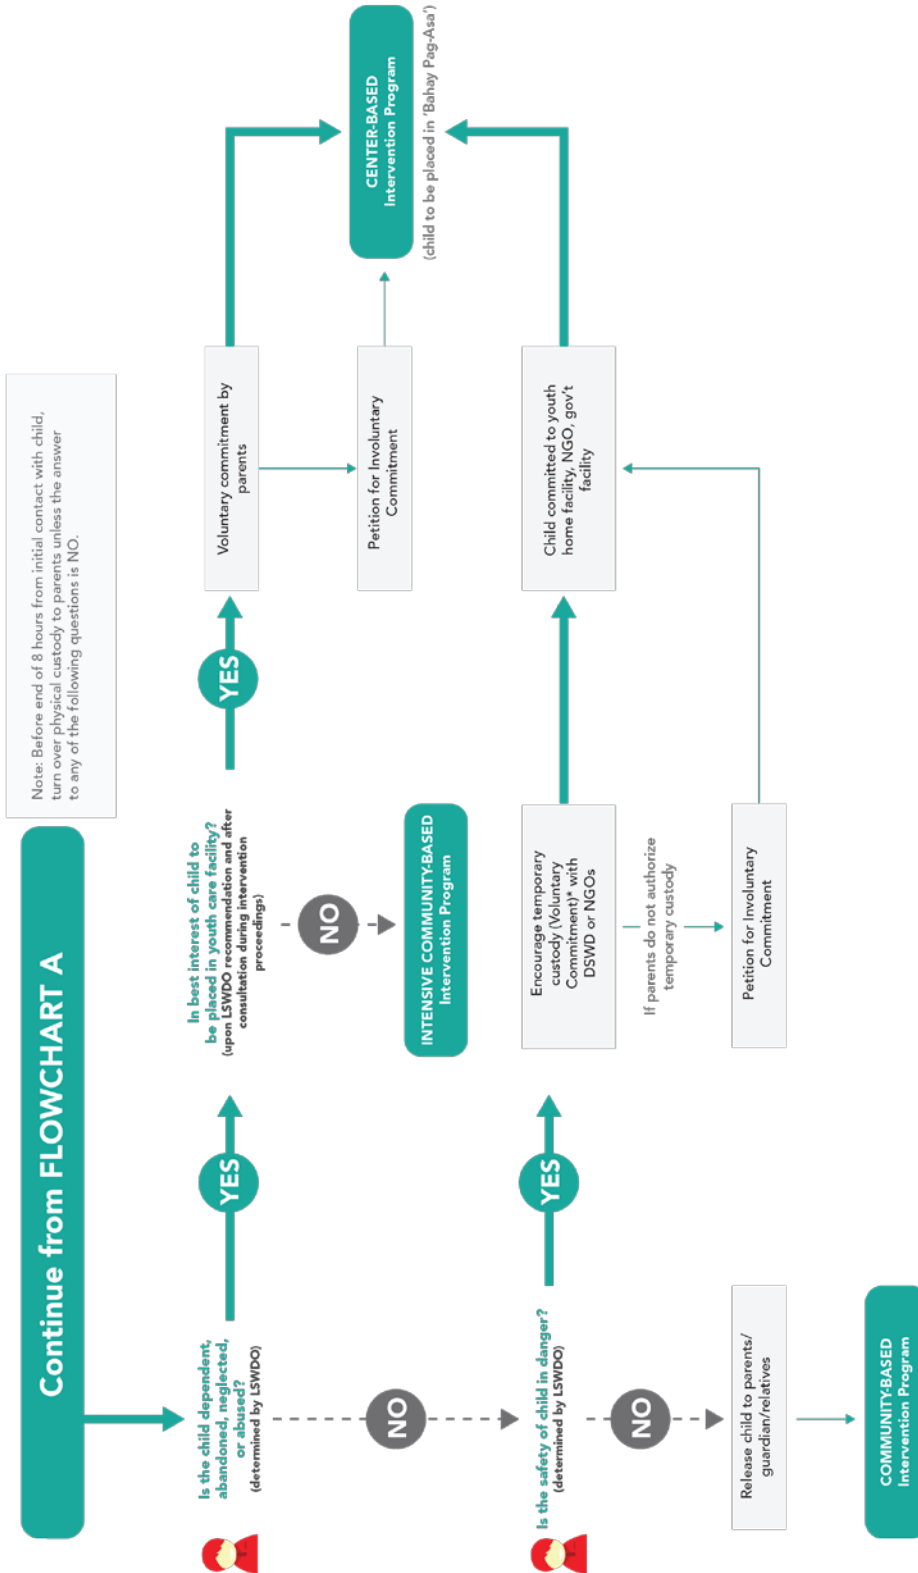 Continue from FLOWCHART A
Note: Before end of 8 hours from initial contact with child,
turn over physical custody to parents unless the answer
to any of the following questions is NO.
Is the child dependent,
abandoned, neglected,
or abused?
(determined by LSWDO)
YES
In best interest of child to
be placed in youth care facility?
(upon LSWDO recommendation and after
consultation during intervention
proceedings)
YES
Voluntary commitment by
parents
Petition for Involuntary
Commitment
CENTER-BASED
Intervention Program
(child to be placed in 'Bahay Pag-Asa')
NO
INTENSIVE COMMUNITY-BASED
Intervention Program
NO
Is the safety of child in danger?
(determined by LSWDO)
YES
Encourage temporary
custody (Voluntary
Commitment)* with
DSWD or NGOs
Child committed to youth
home facility, NGO, gov't
facility
If parents do not authorize
temporary custody
Petition for Involuntary
Commitment
NO
Release child to parents/
guardian/relatives
COMMUNITY-BASED
Intervention Program